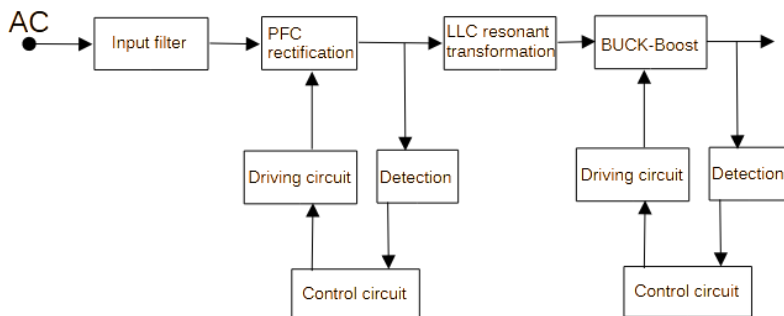 AC
Input filter
PFC
rectification
LLC resonant
transformation
BUCK-Boost
Driving circuit
Detection
Driving circuit
Detection
Control circuit
Control circuit